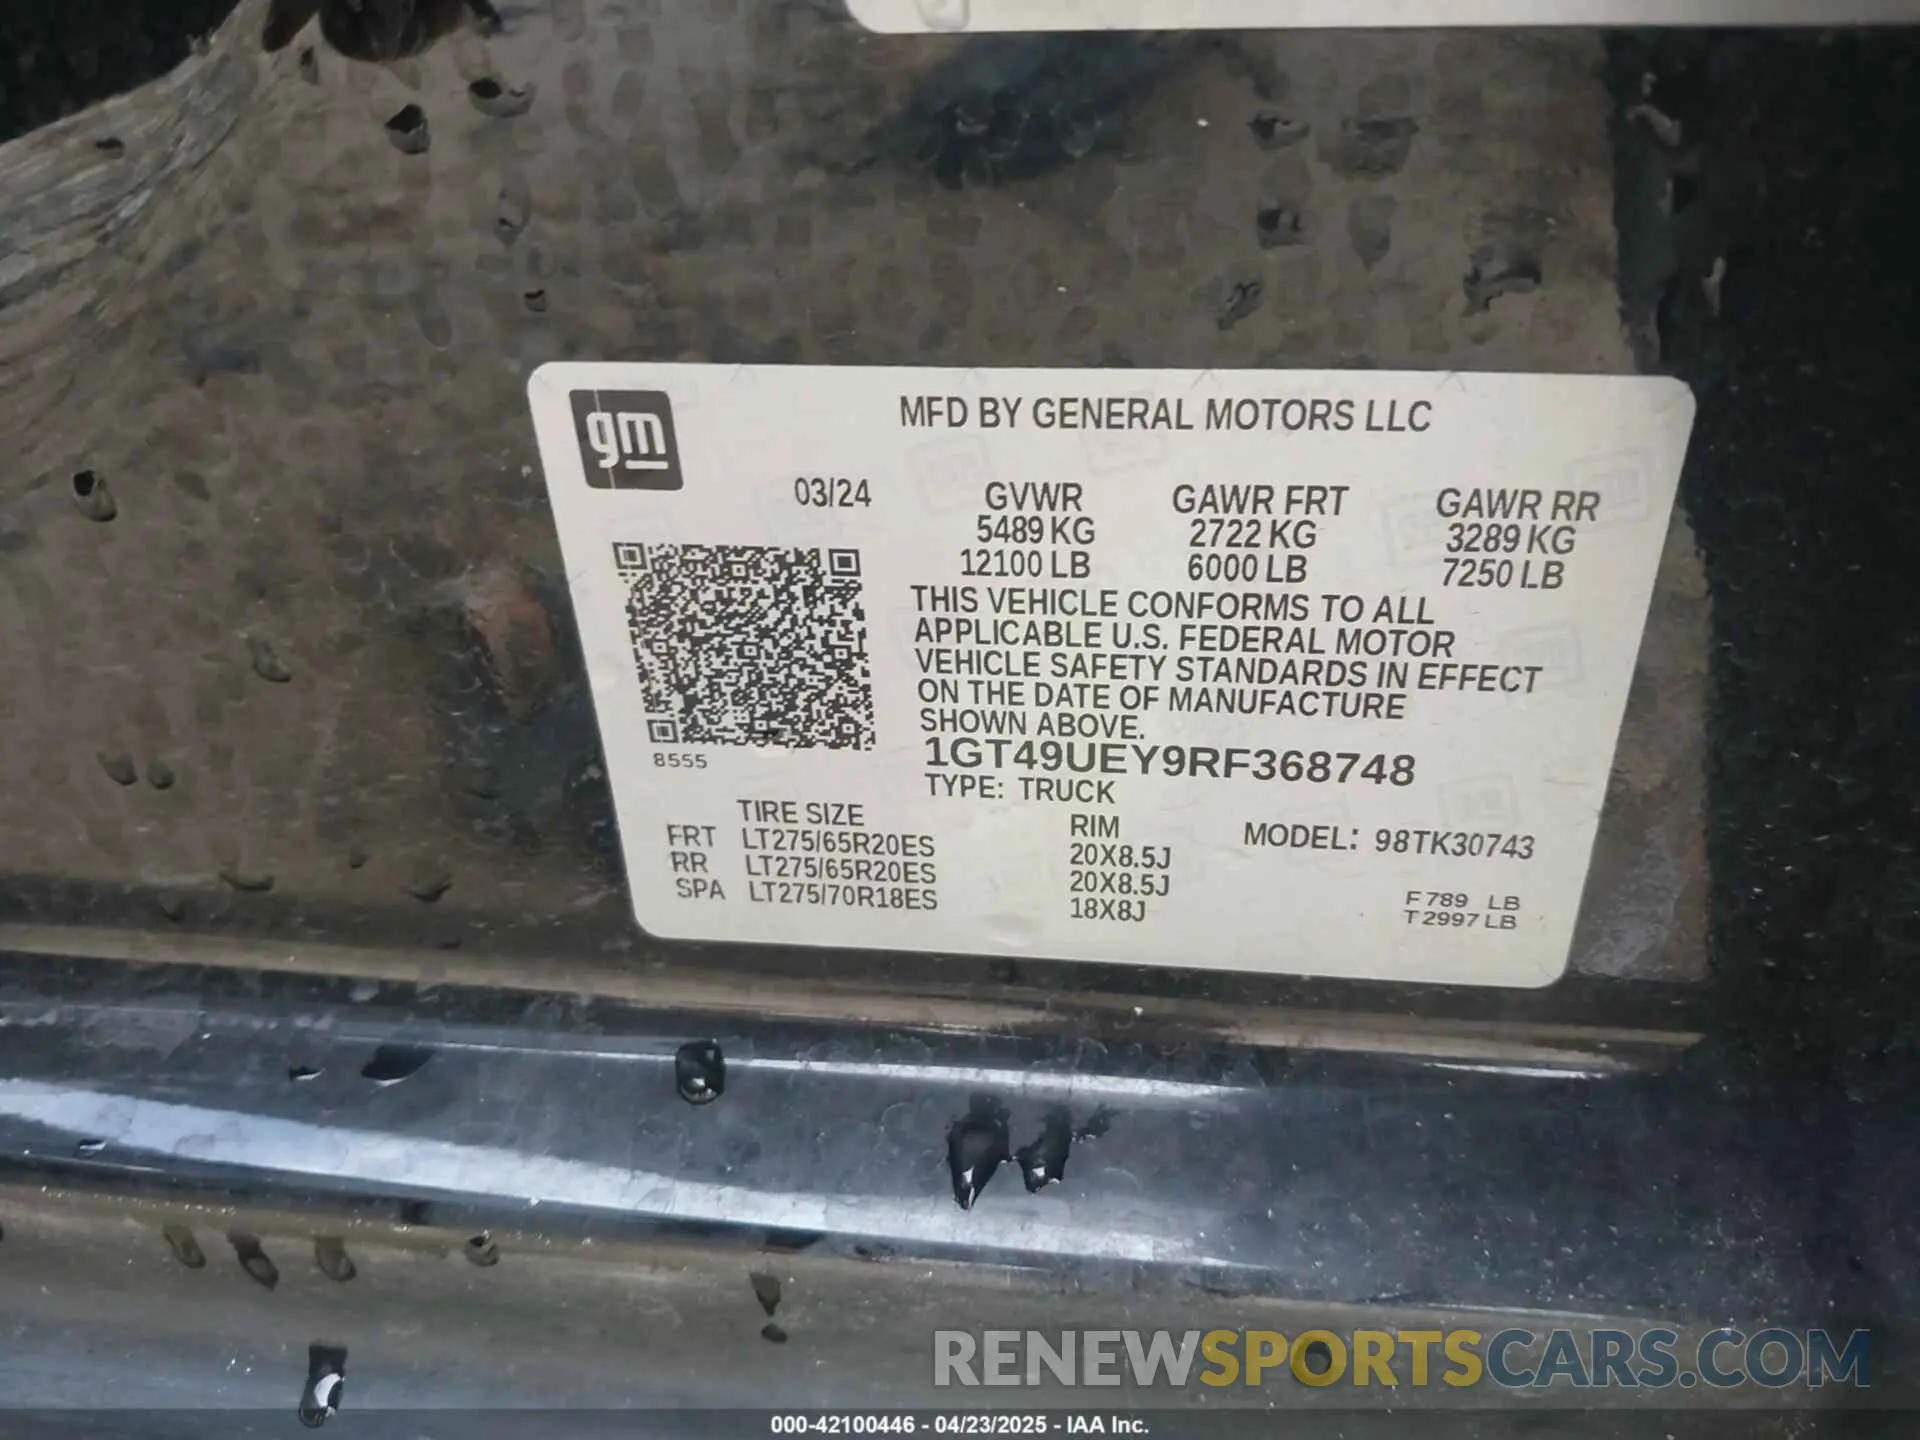 gm
MFD BY GENERAL MOTORS LLC
03/24
GVWR GAWR FRT GAWR RR
5489 KG 2722 KG 3289 KG
12100 LB 6000 LB 7250 LB
THIS VEHICLE CONFORMS TO ALL
APPLICABLE U.S. FEDERAL MOTOR
VEHICLE SAFETY STANDARDS IN EFFECT
ON THE DATE OF MANUFACTURE
SHOWN ABOVE.
1GT49UEY9RF368748
8555
TYPE: TRUCK
TIRE SIZE RIM MODEL: 98TK30743
FRT LT275/65R20ES 20X8.5J
RR LT275/65R20ES 20X8.5J
SPA LT275/70R18ES 18X8J
F 789 LB
T 2997 LB
RENEWSPORTSCARS.COM
000-42100446 - 04/23/2025 - IAA Inc.